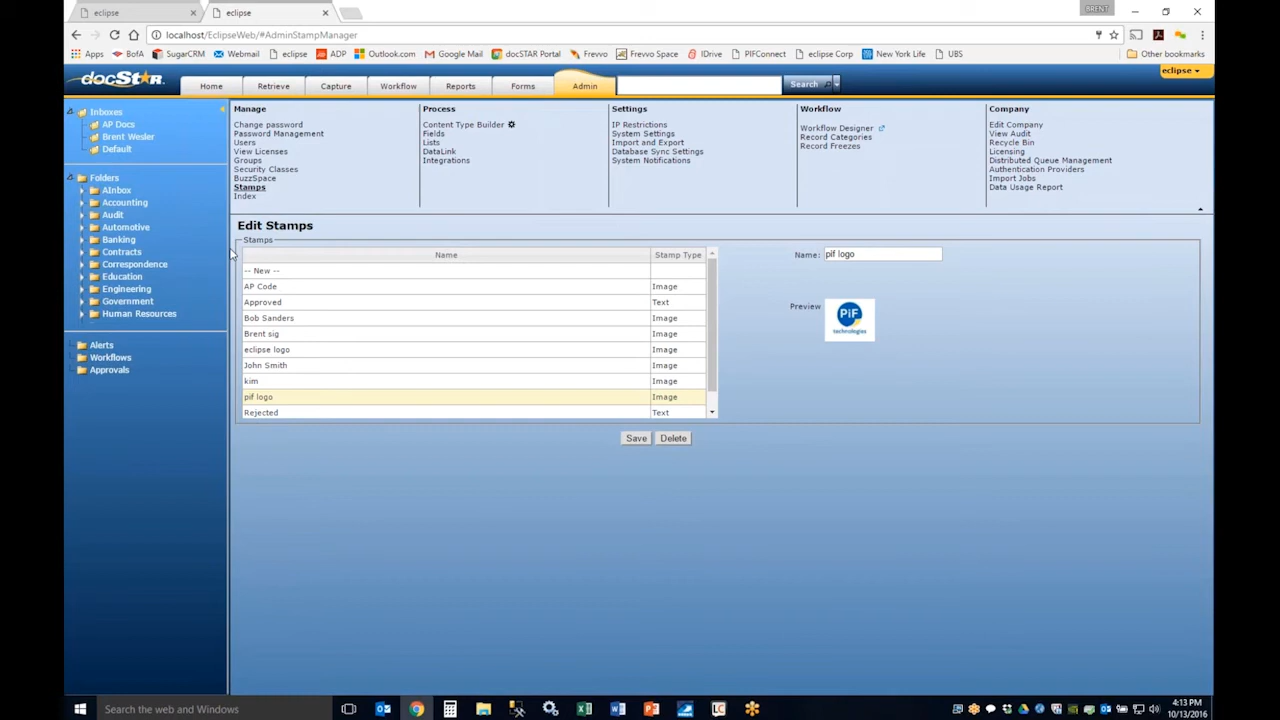 eclipse
eclipse
BRENT
localhost/EclipseWeb/#AdminStampManager
Apps BofA SugarCRM Webmail eclipse ADP Outlook.com Google Mail docSTAR Portal Frevvo Frevvo Space IDrive PIFConnect eclipse Corp New York Life UBS Other bookmarks
docSTAR Home Retrieve Capture Workflow Reports Forms Admin Search eclipse
Inboxes
AP Docs
Brent Wesler
Default
Folders
AInbox
Accounting
Audit
Automotive
Banking
Contracts
Correspondence
Education
Engineering
Government
Human Resources
Alerts
Workflows
Approvals
Manage
Change password
Password Management
Users
View Licenses
Groups
Security Classes
BuzzSpace
Stamps
Index
Process
Content Type Builder
Fields
Lists
DataLink
Integrations
Settings
IP Restrictions
System Settings
Import and Export
Database Sync Settings
System Notifications
Workflow
Workflow Designer
Record Categories
Record Freezes
Company
Edit Company
View Audit
Recycle Bin
Licensing
Distributed Queue Management
Authentication Providers
Import Jobs
Data Usage Report
Edit Stamps
Stamps
Name Stamp Type
-- New --
AP Code Image
Approved Text
Bob Sanders Image
Brent sig Image
eclipse logo Image
John Smith Image
kim Image
pif logo Image
Rejected Text
Name: pif logo
Preview
PiF
technologies
Save Delete
Search the web and Windows
4:13 PM
10/13/2016